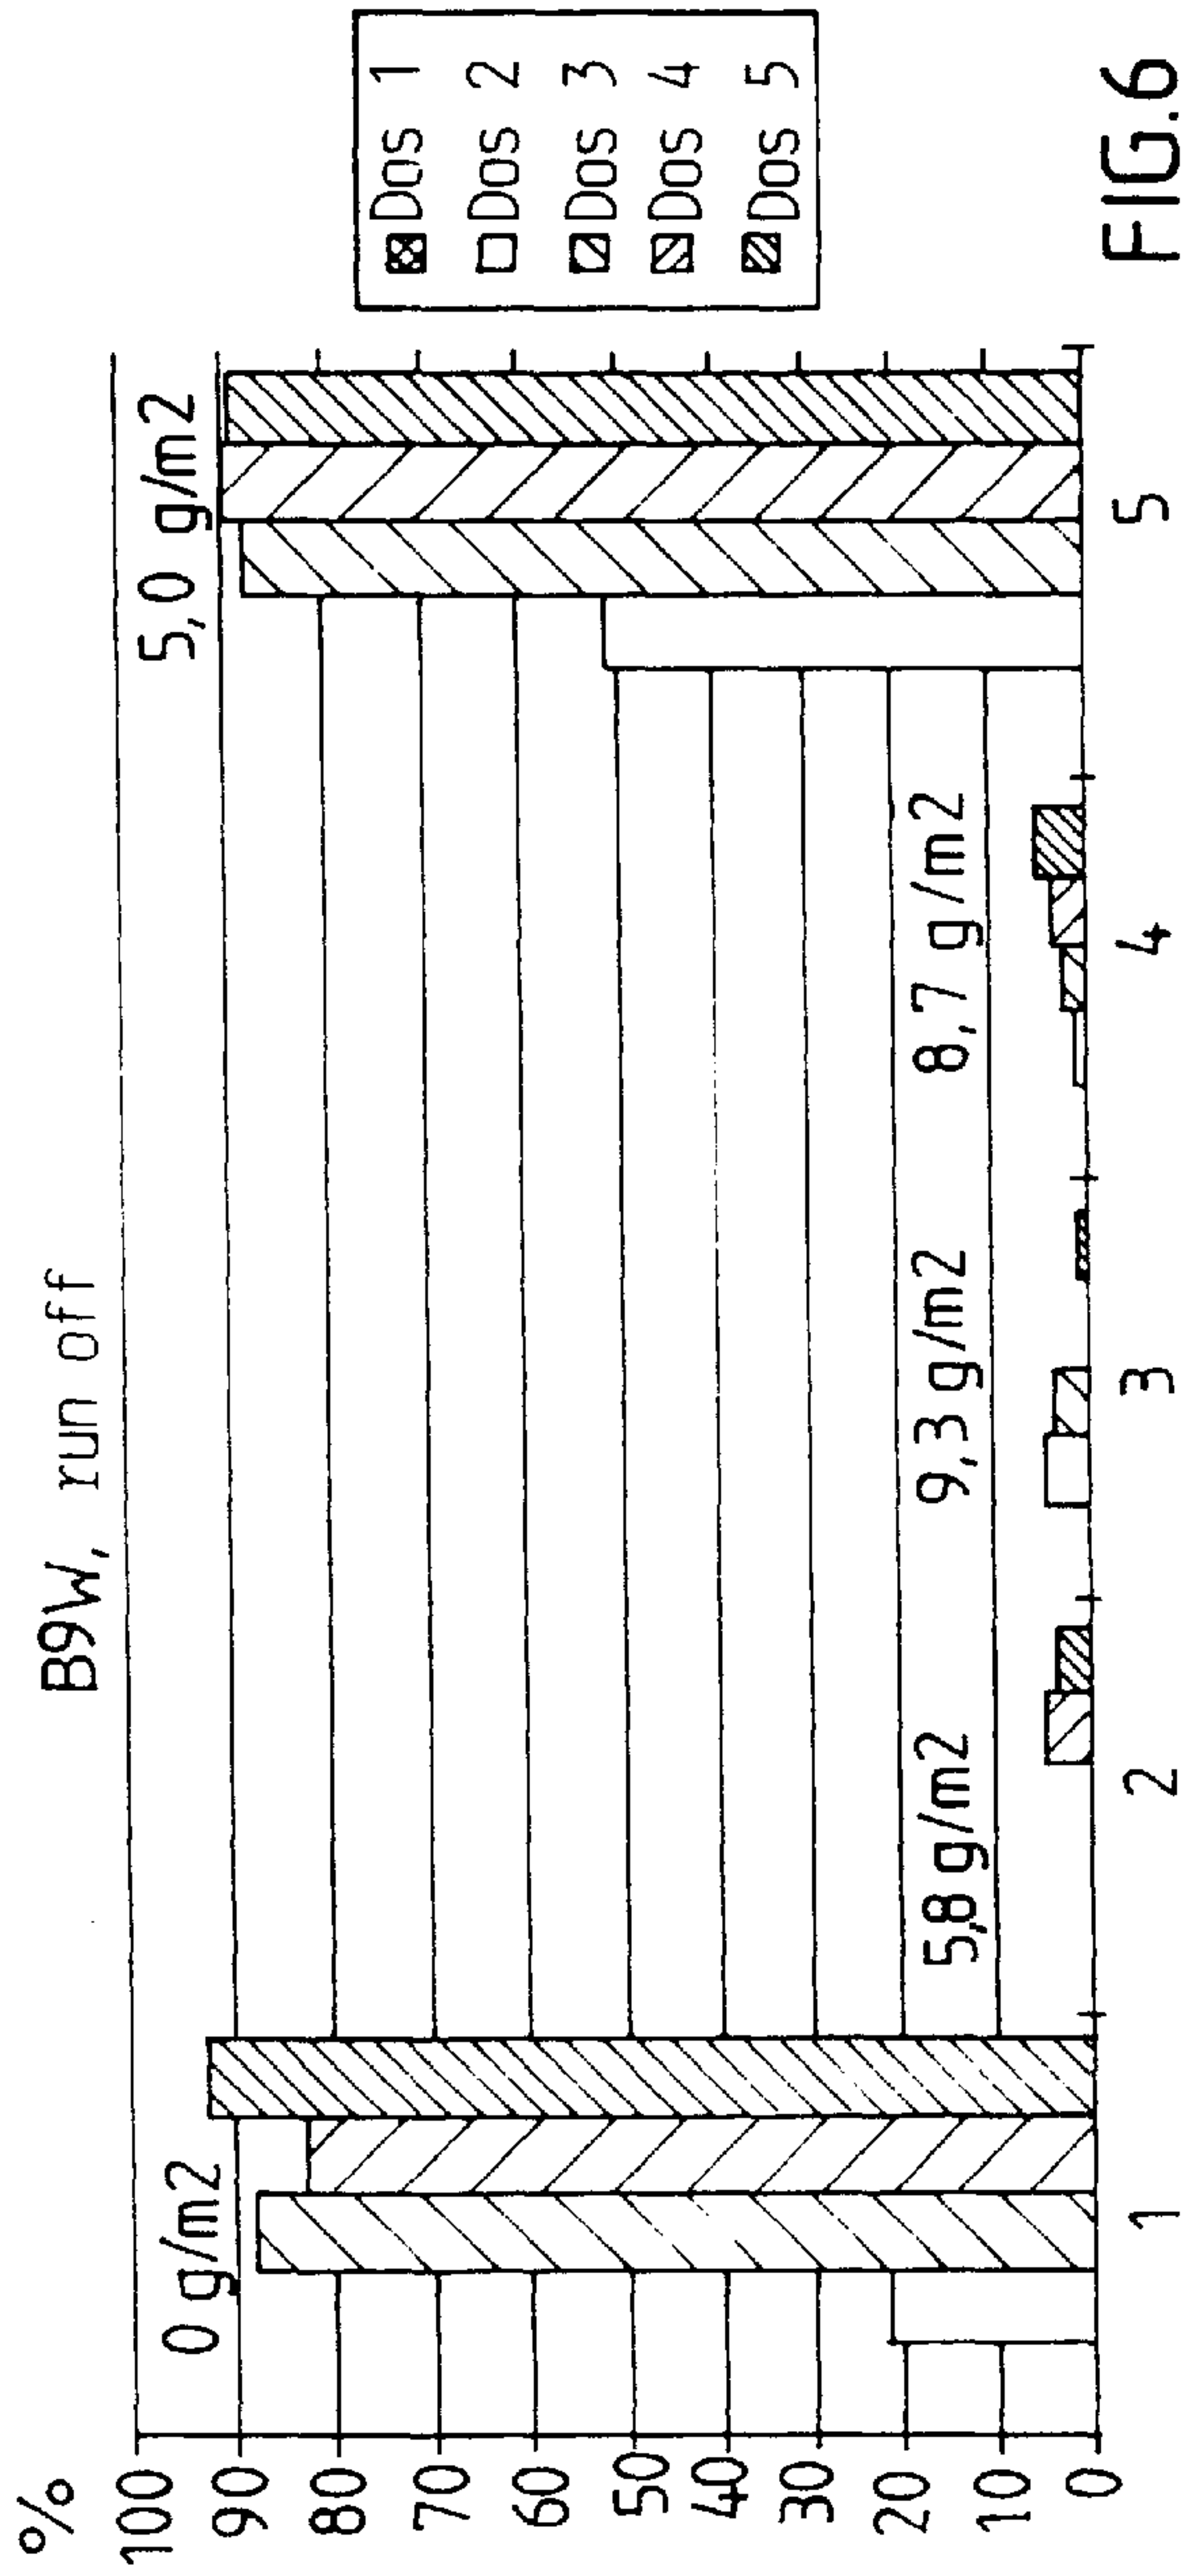 B9W, run off
%
100
90
80
70
60
50
40
30
20
10
0
0 g/m2
5,8 g/m2
9,3 g/m2
8,7 g/m2
5,0 g/m2
1
2
3
4
5
Dos 1
Dos 2
Dos 3
Dos 4
Dos 5
FIG.6